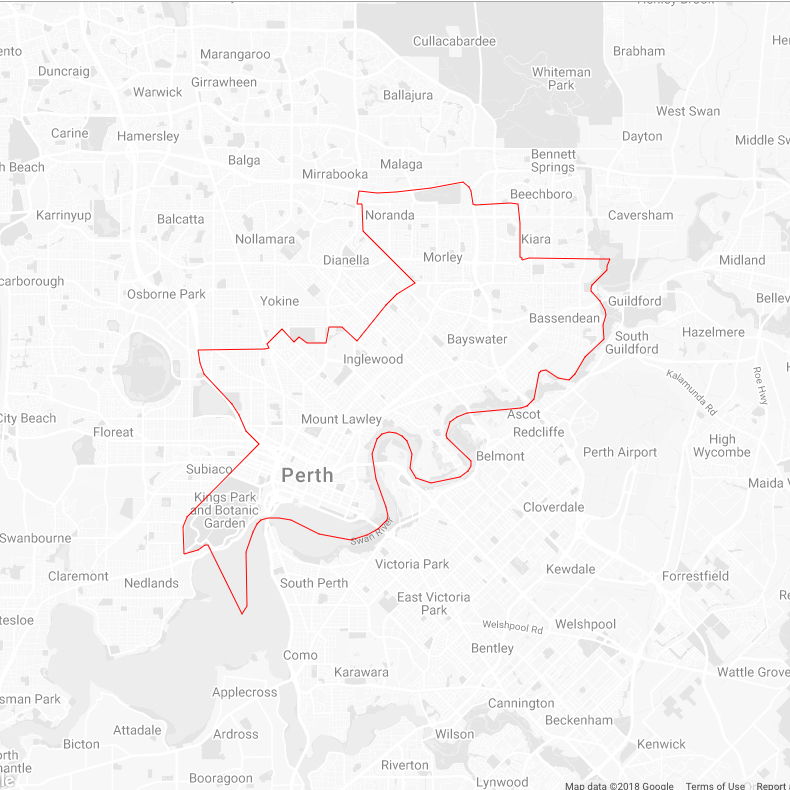 Henley Brook
Cullacabardee
Marangaroo
Brabham
Duncraig
Girrawheen
Whiteman
Park
Warwick
Ballajura
West Swan
Carine
Hamersley
Dayton
Middle Sw
Balga
Malaga
Bennett
Springs
h Beach
Mirrabooka
Beechboro
Karrinyup
Balcatta
Noranda
Caversham
Nollamara
Kiara
Dianella
Morley
Midland
carborough
Osborne Park
Yokine
Guildford
Bellev
Bassendean
Hazelmere
Inglewood
Bayswater
South
Guildford
Kalamunda Rd
Roe Hwy
City Beach
Floreat
Mount Lawley
Ascot
Redcliffe
High
Wycombe
Subiaco
Perth
Belmont
Perth Airport
Maida V
Kings Park
and Botanic
Garden
Cloverdale
Swanbourne
Swan River
Victoria Park
Claremont
Nedlands
South Perth
Kewdale
Forrestfield
East Victoria
Park
tesloe
Welshpool Rd
Welshpool
Como
Bentley
Karawara
Wattle Grove
sman Park
Applecross
Cannington
Attadale
Ardross
Beckenham
Bicton
Wilson
Kenwick
orth
mantle
Riverton
Booragoon
Lynwood
Map data ©2018 Google
Terms of Use
Report a